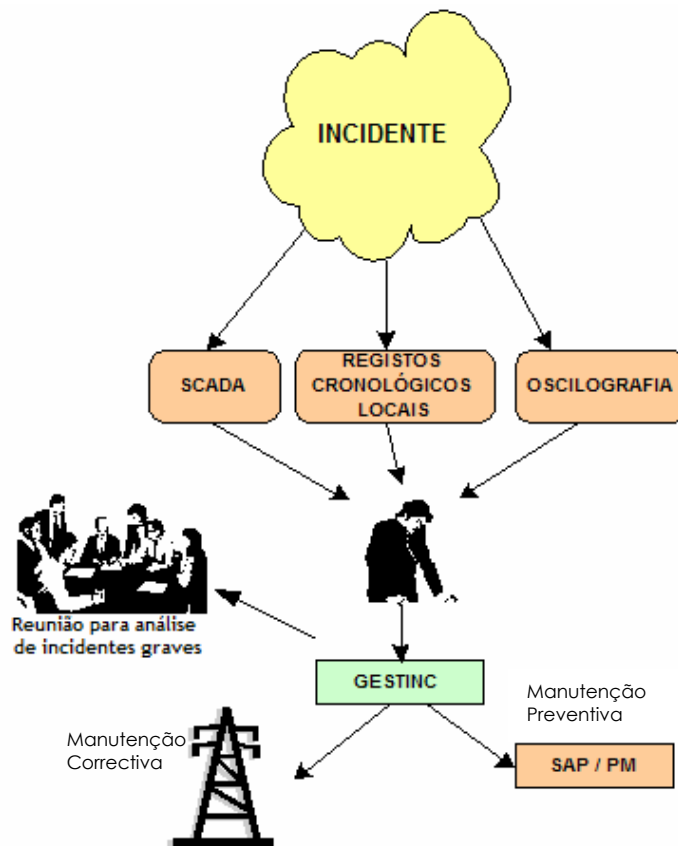 INCIDENTE
SCADA
REGISTOS
CRONOLÓGICOS
LOCAIS
OSCILOGRAFIA
Reunião para análise
de incidentes graves
GESTINC
Manutenção
Preventiva
Manutenção
Correctiva
SAP / PM